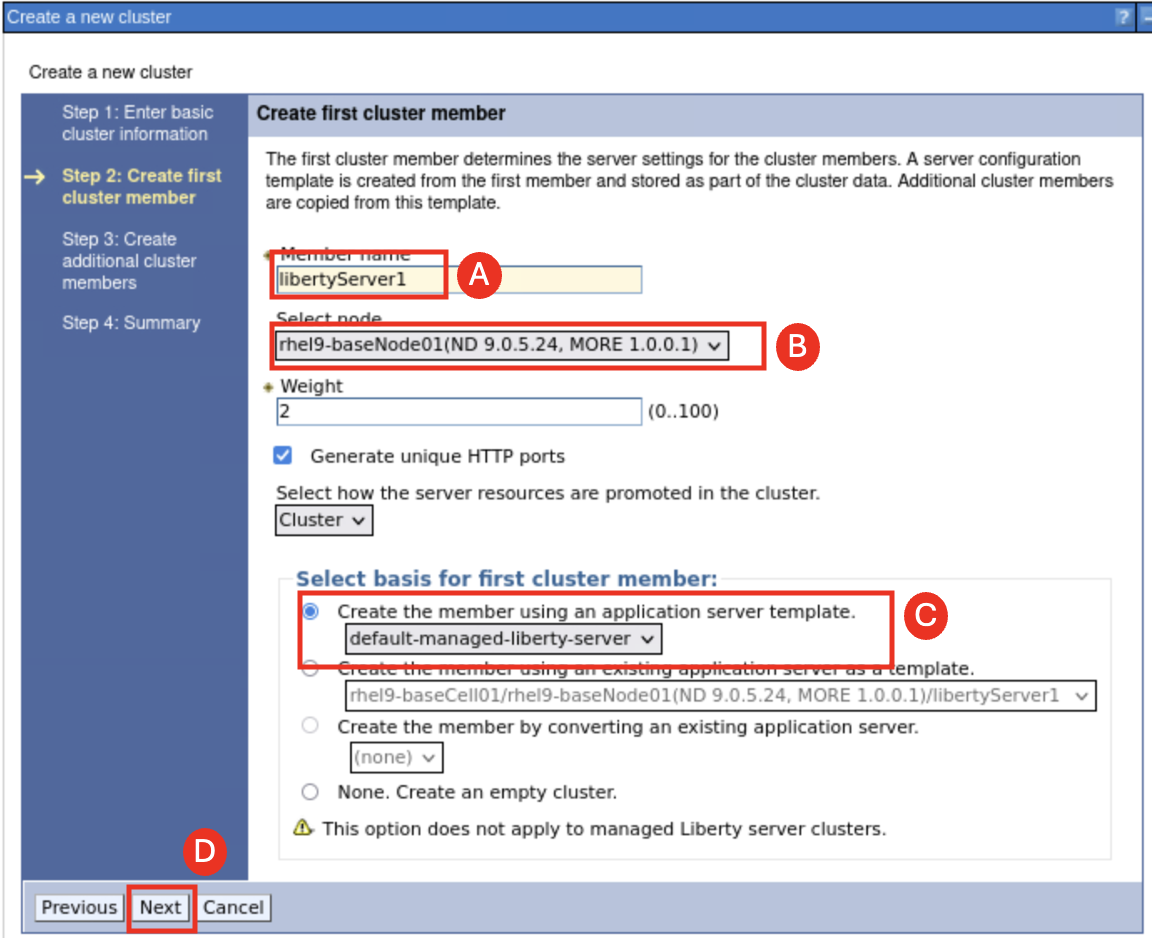 Create a new cluster
?
Create a new cluster
Step 1: Enter basic
cluster information
Step 2: Create first
cluster member
Step 3: Create
additional cluster
members
Step 4: Summary
Create first cluster member
The first cluster member determines the server settings for the cluster members. A server configuration
template is created from the first member and stored as part of the cluster data. Additional cluster members
are copied from this template.
Member name
libertyServer1
A
Select node
rhel9-baseNode01(ND 9.0.5.24, MORE 1.0.0.1)
B
Weight
2 (0..100)
Generate unique HTTP ports
Select how the server resources are promoted in the cluster.
Cluster
Select basis for first cluster member:
Create the member using an application server template.
C
default-managed-liberty-server
Create the member using an existing application server as a template.
rhel9-baseCell01/rhel9-baseNode01(ND 9.0.5.24, MORE 1.0.0.1)/libertyServer1
Create the member by converting an existing application server.
(none)
None. Create an empty cluster.
This option does not apply to managed Liberty server clusters.
D
Previous Next Cancel